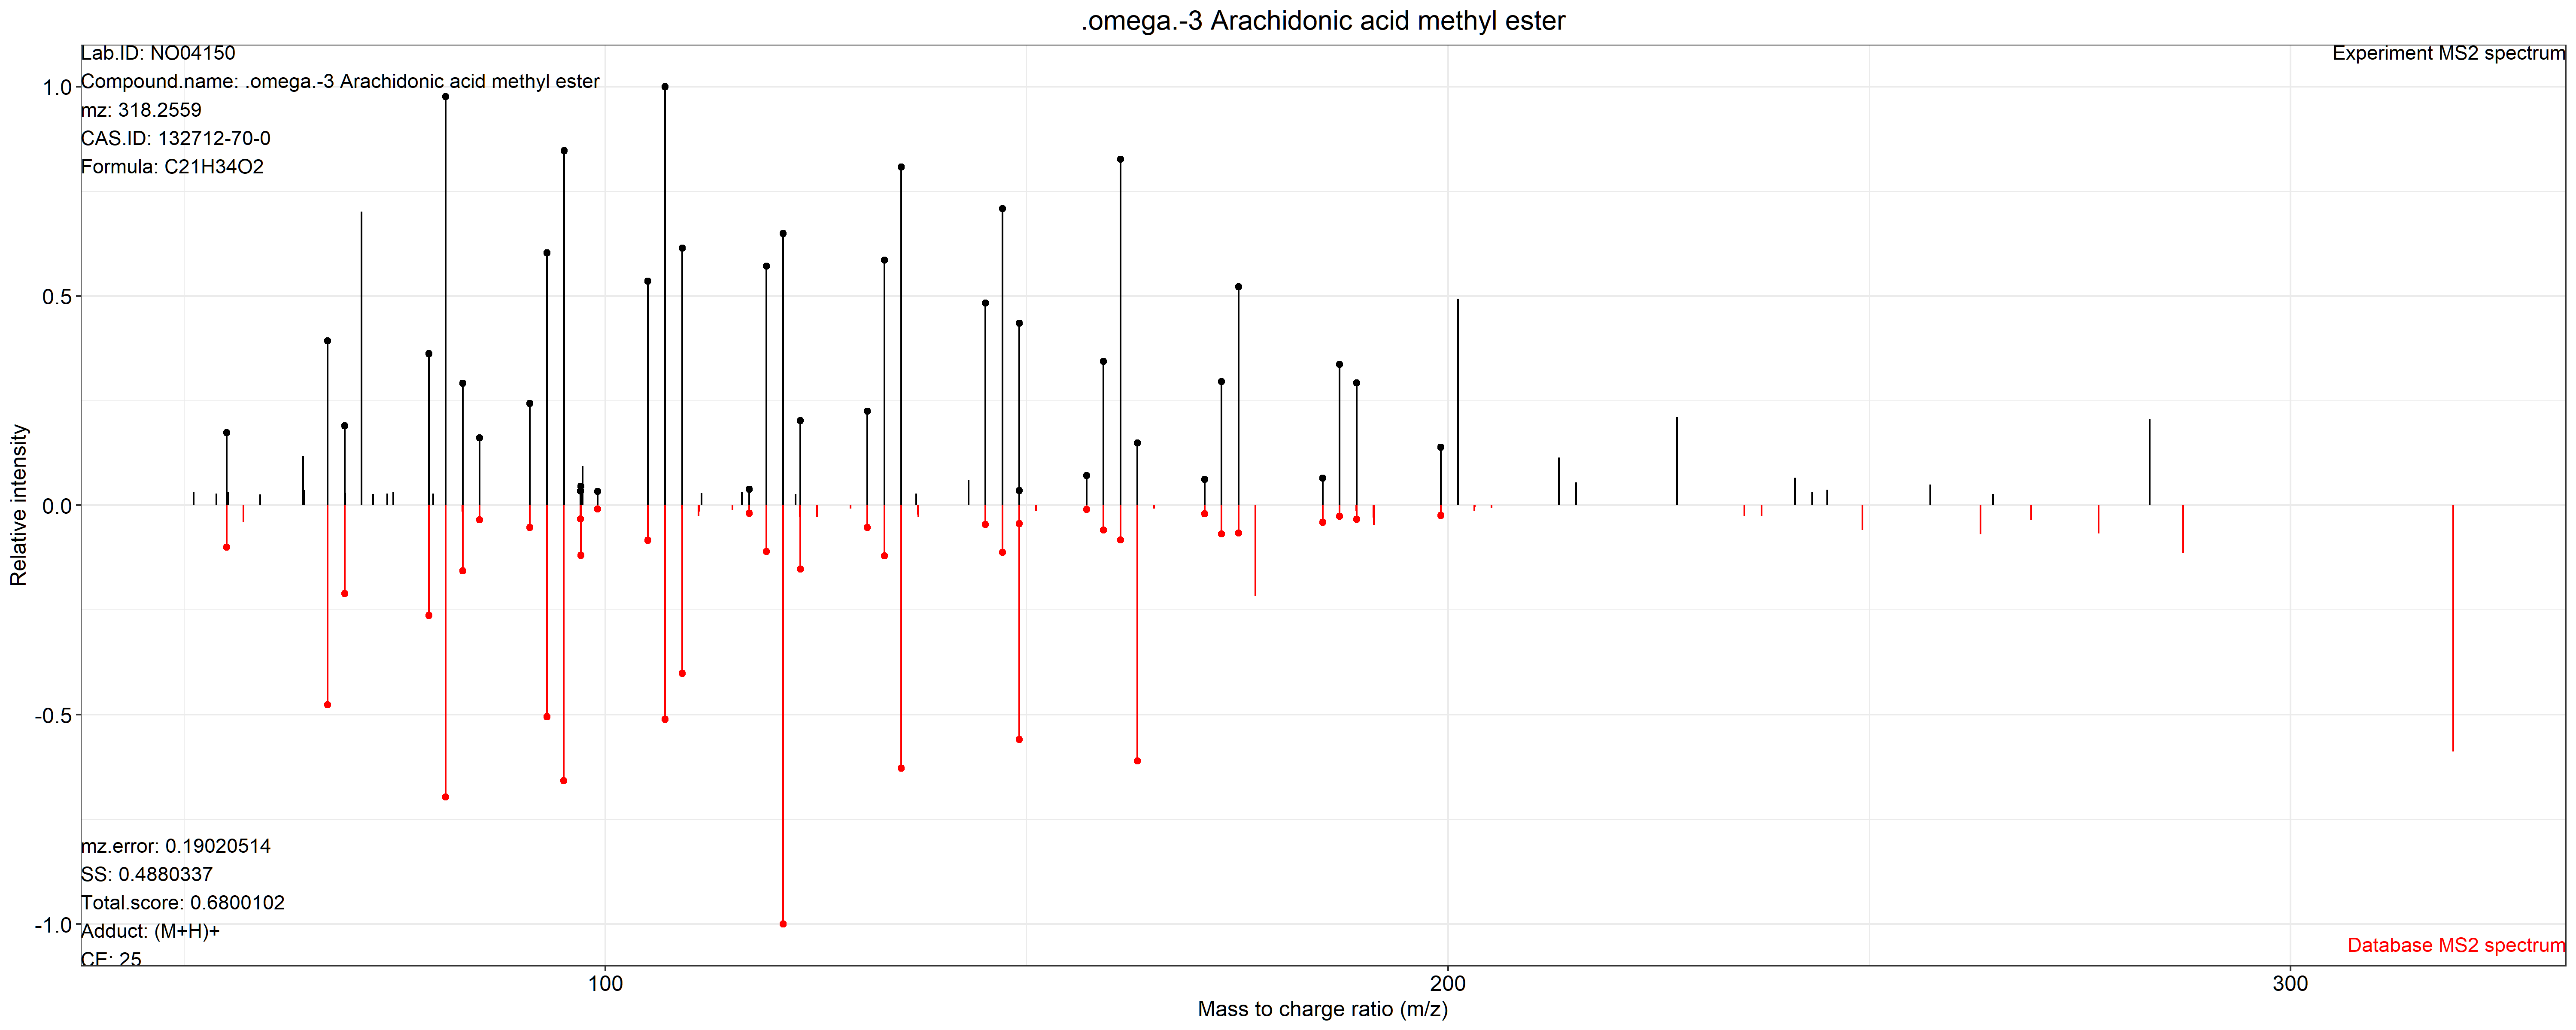 .omega.-3 Arachidonic acid methyl ester
Lab.ID: NO04150
Experiment MS2 spectrum
Compound.name: .omega.-3 Arachidonic acid methyl ester
mz: 318.2559
CAS.ID: 132712-70-0
Formula: C21H34O2
1.0
0.5
0.0
-0.5
-1.0
Relative intensity
mz.error: 0.19020514
SS: 0.4880337
Total.score: 0.6800102
Adduct: (M+H)+
CE: 25
Database MS2 spectrum
100
200
300
Mass to charge ratio (m/z)